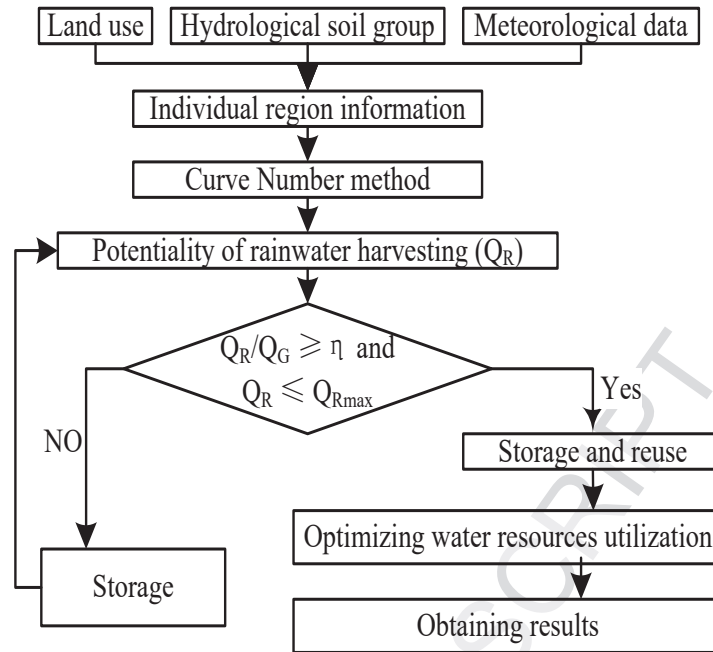 Land use
Hydrological soil group
Meteorological data
Individual region information
Curve Number method
Potentiality of rainwater harvesting (QR)
QR/QG ≥ η and
QR ≤ QRmax
Yes
NO
Storage and reuse
Optimizing water resources utilization
Storage
Obtaining results
SCRIPT